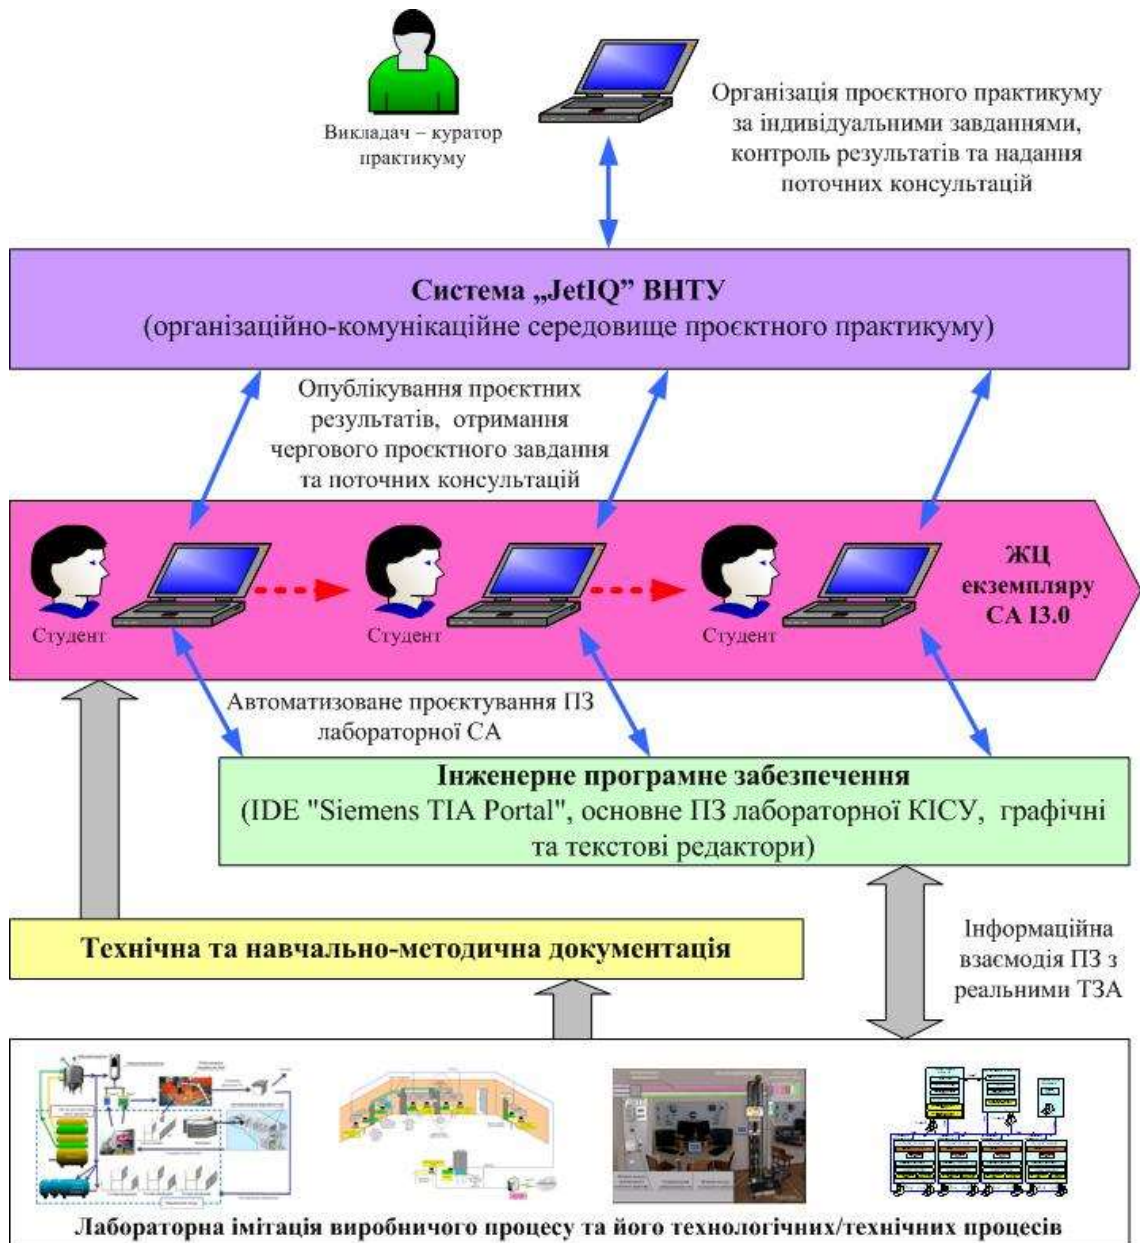 Викладач – куратор
практикуму
Організація проєктного практикуму
за індивідуальними завданнями,
контроль результатів та надання
поточних консультацій
Система „JetIQ” ВНТУ
(організаційно-комунікаційне середовище проєктного практикуму)
Опублікування проєктних
результатів, отримання
чергового проєктного завдання
та поточних консультацій
Студент
Студент
Студент
ЖЦ
екземпляру
СА І3.0
Автоматизоване проєктування ПЗ
лабораторної СА
Інженерне програмне забезпечення
(IDE "Siemens TIA Portal", основне ПЗ лабораторної КІСУ, графічні
та текстові редактори)
Технічна та навчально-методична документація
Інформаційна
взаємодія ПЗ з
реальними ТЗА
Лабораторна імітація виробничого процесу та його технологічних/технічних процесів